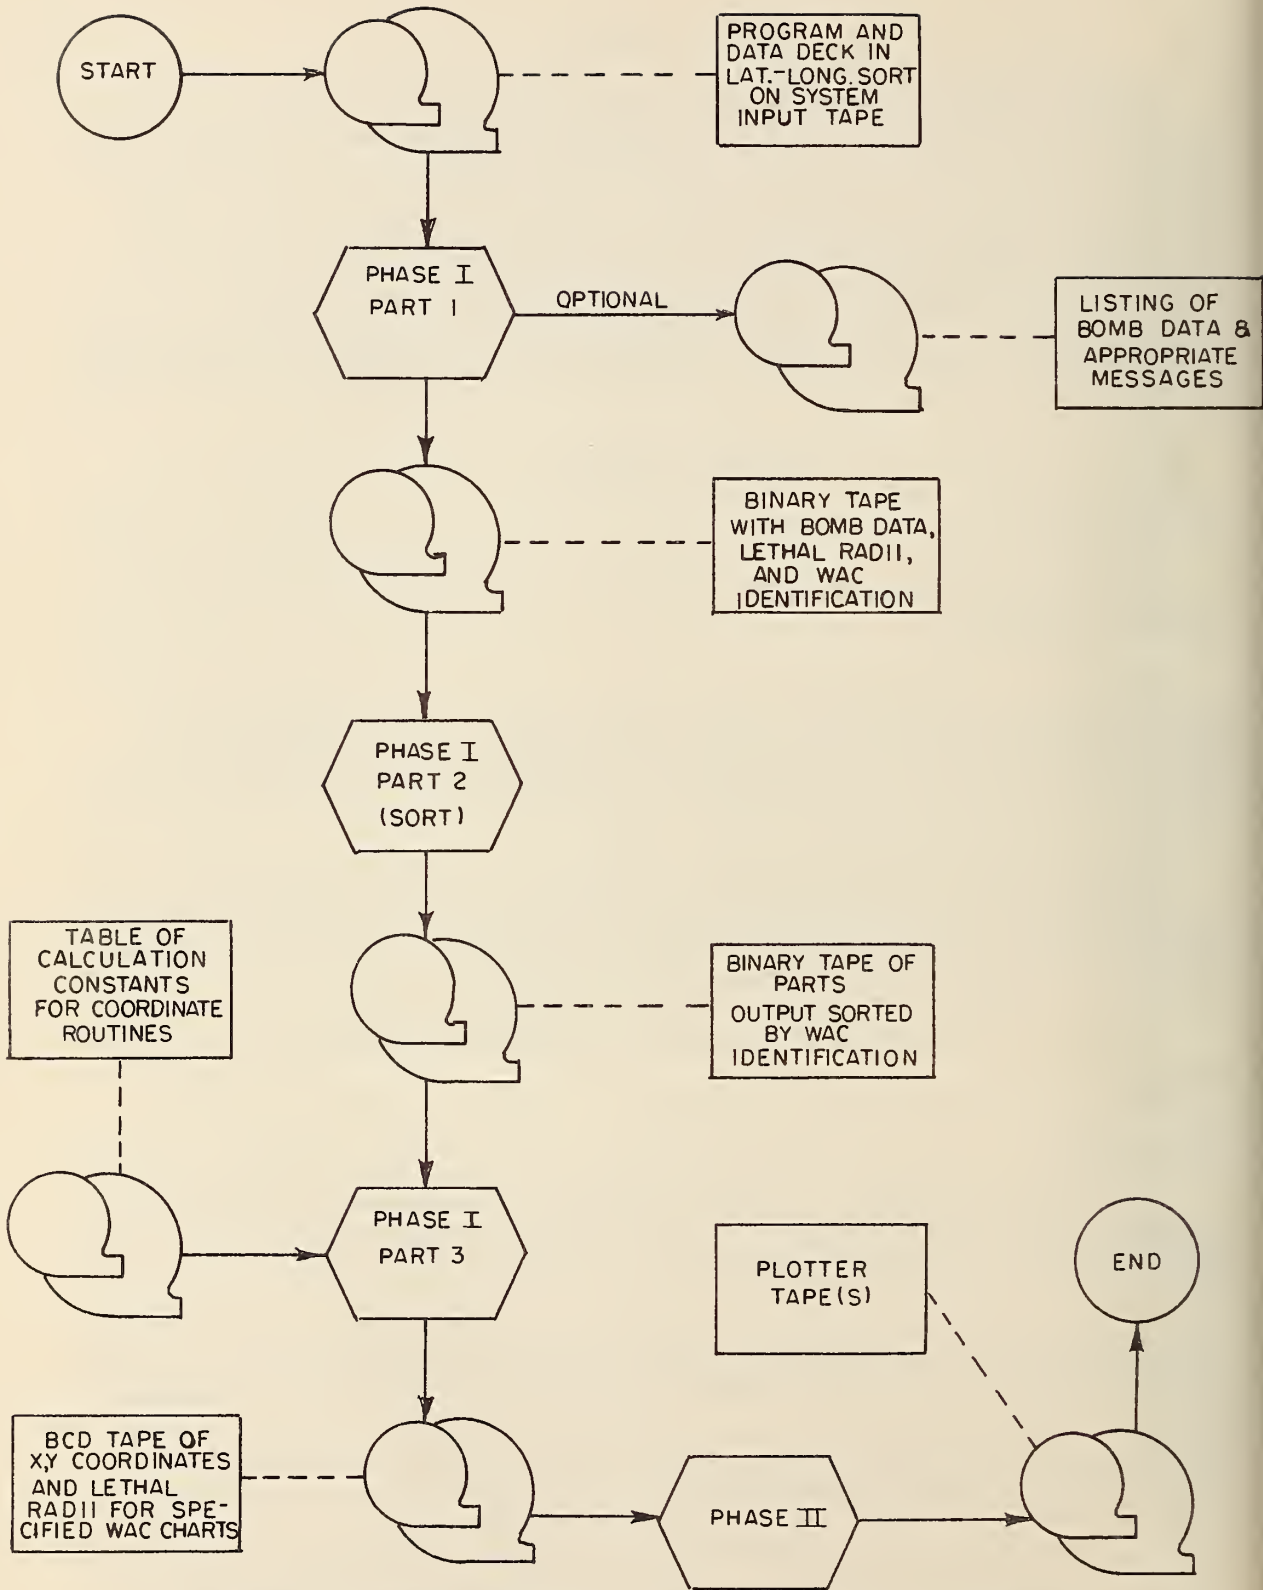 START
PROGRAM AND
DATA DECK IN
LAT.-LONG. SORT
ON SYSTEM
INPUT TAPE
PHASE I
PART 1
OPTIONAL
LISTING OF
BOMB DATA &
APPROPRIATE
MESSAGES
BINARY TAPE
WITH BOMB DATA,
LETHAL RADII,
AND WAC
IDENTIFICATION
PHASE I
PART 2
(SORT)
TABLE OF
CALCULATION
CONSTANTS
FOR COORDINATE
ROUTINES
BINARY TAPE OF
PARTS
OUTPUT SORTED
BY WAC
IDENTIFICATION
PHASE I
PART 3
PLOTTER
TAPE(S)
END
BCD TAPE OF
X,Y COORDINATES
AND LETHAL
RADII FOR SPE-
CIFIED WAC CHARTS
PHASE II